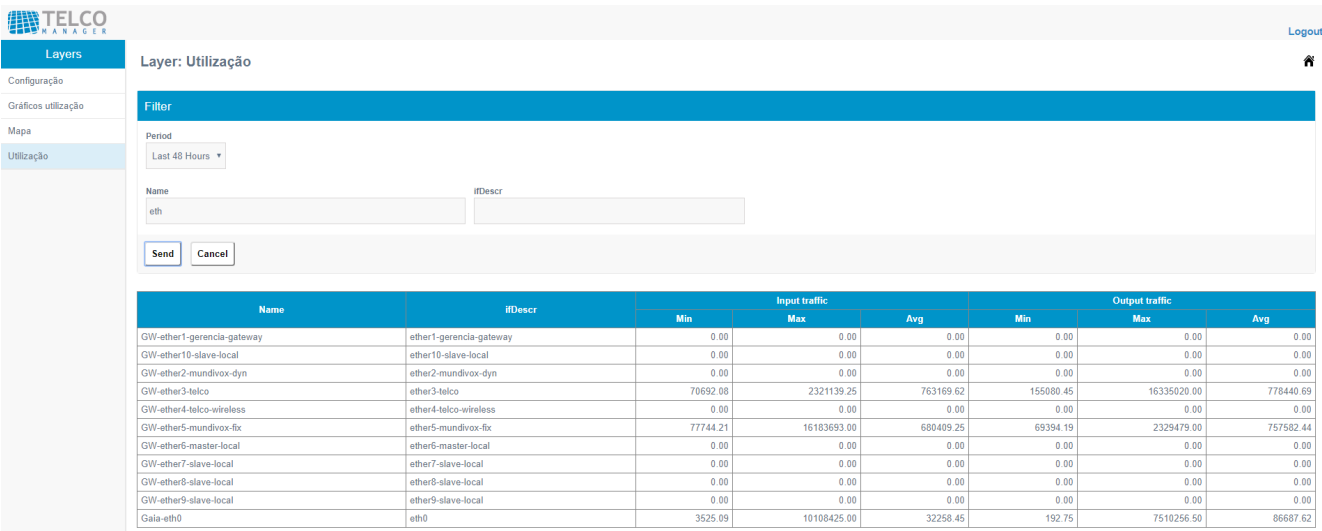 TELCO
MANAGER
Logout
Layers
Configuração
Gráficos utilização
Mapa
Utilização
Layer: Utilização
Filter
Period
Last 48 Hours
Name ifDescr
eth
Send Cancel
Name ifDescr Input traffic Output traffic
Min Max Avg Min Max Avg
GW-ether1-gerencia-gateway ether1-gerencia-gateway 0.00 0.00 0.00 0.00 0.00 0.00
GW-ether10-slave-local ether10-slave-local 0.00 0.00 0.00 0.00 0.00 0.00
GW-ether2-mundivox-dyn ether2-mundivox-dyn 0.00 0.00 0.00 0.00 0.00 0.00
GW-ether3-telco ether3-telco 70692.08 2321139.25 763169.62 155080.45 16335020.00 778440.69
GW-ether4-telco-wireless ether4-telco-wireless 0.00 0.00 0.00 0.00 0.00 0.00
GW-ether5-mundivox-fix ether5-mundivox-fix 77744.21 16183693.00 680409.25 69394.19 2329479.00 757582.44
GW-ether6-master-local ether6-master-local 0.00 0.00 0.00 0.00 0.00 0.00
GW-ether7-slave-local ether7-slave-local 0.00 0.00 0.00 0.00 0.00 0.00
GW-ether8-slave-local ether8-slave-local 0.00 0.00 0.00 0.00 0.00 0.00
GW-ether9-slave-local ether9-slave-local 0.00 0.00 0.00 0.00 0.00 0.00
Gaia-eth0 eth0 3525.09 10108425.00 32258.45 192.75 7510256.50 86687.62